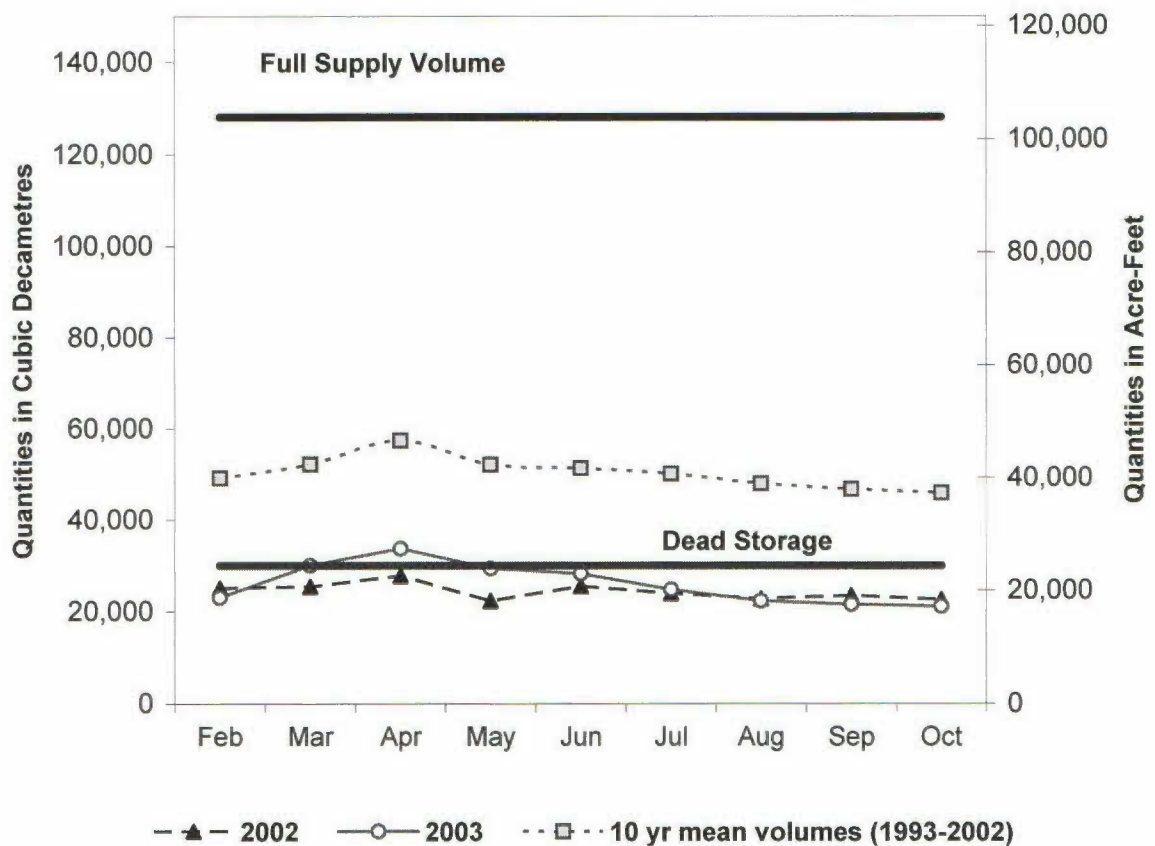 Full Supply Volume
Dead Storage
Quantities in Cubic Decametres
140,000
120,000
100,000
80,000
60,000
40,000
20,000
0
Quantities in Acre-Feet
120,000
100,000
80,000
60,000
40,000
20,000
0
Feb Mar Apr May Jun Jul Aug Sep Oct
2002 2003 10 yr mean volumes (1993-2002)